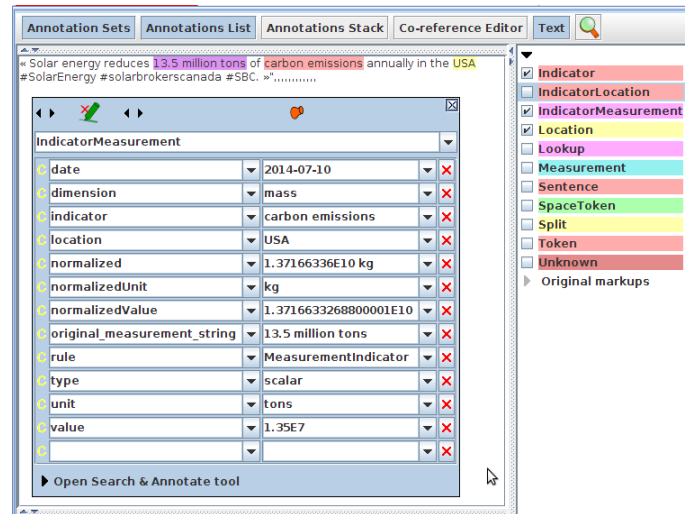 Annotation Sets Annotations List Annotations Stack Co-reference Editor Text
« Solar energy reduces 13.5 million tons of carbon emissions annually in the USA
#SolarEnergy #solarbrokerscanada #SBC. »",,,,,,,,,,,,
IndicatorMeasurement
C date 2014-07-10
C dimension mass
C indicator carbon emissions
C location USA
C normalized 1.37166336E10 kg
C normalizedUnit kg
C normalizedValue 1.3716633268800001E10
C original_measurement_string 13.5 million tons
C rule MeasurementIndicator
C type scalar
C unit tons
C value 1.35E7
C
Open Search & Annotate tool
Indicator
IndicatorLocation
IndicatorMeasurement
Location
Lookup
Measurement
Sentence
SpaceToken
Split
Token
Unknown
Original markups